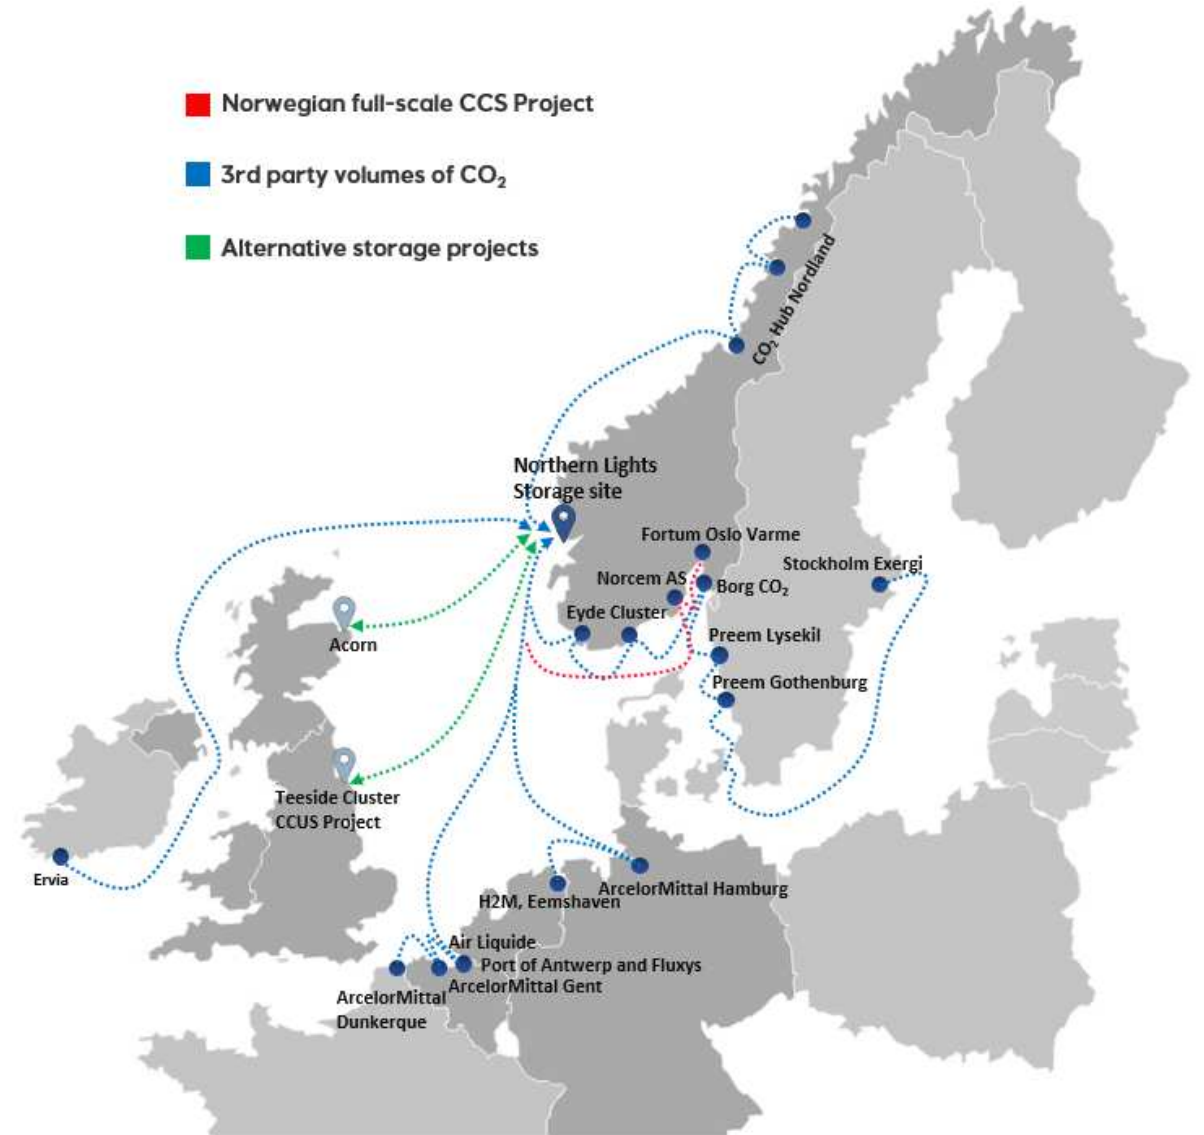 Norwegian full-scale CCS Project
3rd party volumes of CO₂
Alternative storage projects
CO₂ Hub Nordland
Northern Lights
Storage site
Fortum Oslo Varme
Stockholm Exergi
Norcem AS
Borg CO₂
Eyde Cluster
Preem Lysekil
Acorn
Preem Gothenburg
Teeside Cluster
CCUS Project
Ervia
ArcelorMittal Hamburg
H2M, Eemshaven
Air Liquide
Port of Antwerp and Fluxys
ArcelorMittal Gent
ArcelorMittal
Dunkerque